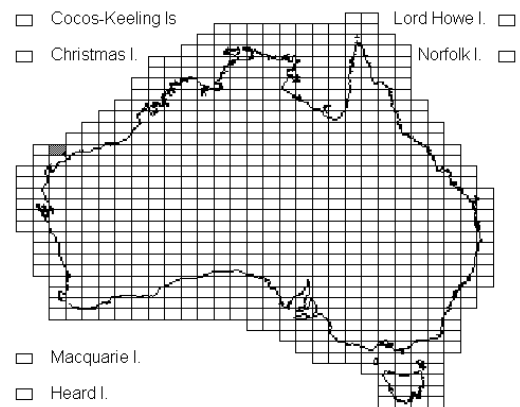 Cocos-Keeling Is
Lord Howe I.
Christmas I.
Norfolk I.
Macquarie I.
Heard I.